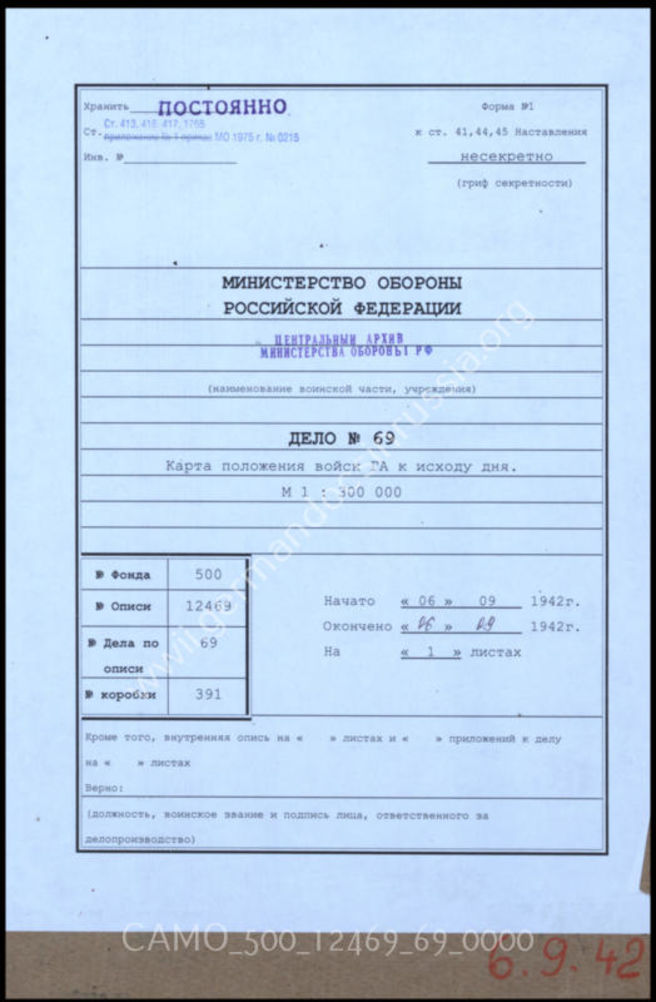 Хранить ПОСТОЯННО
Форма №1
Ст. 413, 416, 417, 1765
Ст. приложения № 1 приказ МО 1975 г. № 0215
к ст. 41,44,45 Наставления
Инв. №
несекретно
(гриф секретности)
МИНИСТЕРСТВО ОБОРОНЫ
РОССИЙСКОЙ ФЕДЕРАЦИИ
ЦЕНТРАЛЬНЫЙ АРХИВ
МИНИСТЕРСТВА ОБОРОНЫ РФ
(наименование воинской части, учреждения)
ДЕЛО № 69
Карта положения войск ГА к исходу дня.
М 1 : 300 000
№ Фонда 500
№ Описи 12469
№ Дела по описи 69
№ коробки 391
Начато « 06 » 09 1942г.
Окончено « 06 » 09 1942г.
На « 1 » листах
Кроме того, внутренняя опись на « » листах и « » приложений к делу
на « » листах
Верно:
(должность, воинское звание и подпись лица, ответственного за
делопроизводство)
www.germandocsinrussia.org
CAMO_500_12469_69_0000
6.9.42